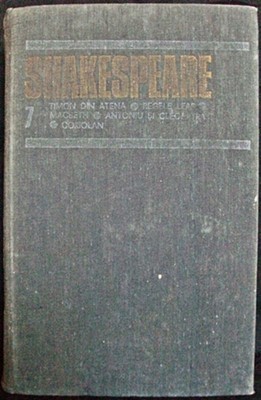 SHAKESPEARE
7 TIMON DIN ATENA REGELE LEAR
MACBETH ANTONIU ȘI CLEOPATRA
CORIOLAN